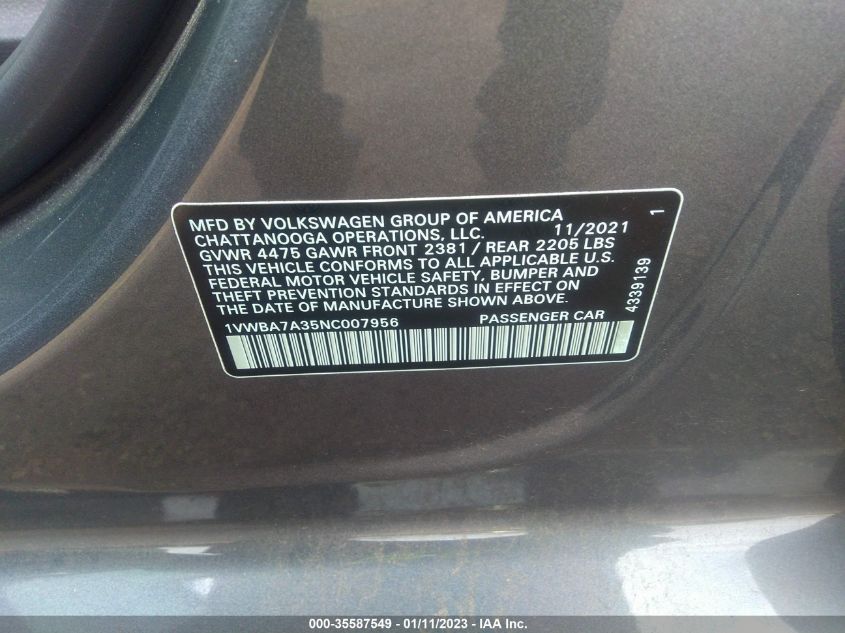 MFD BY VOLKSWAGEN GROUP OF AMERICA
CHATTANOOGA OPERATIONS, LLC. 11/2021 1
GVWR 4475 GAWR FRONT 2381 / REAR 2205 LBS
THIS VEHICLE CONFORMS TO ALL APPLICABLE U.S.
FEDERAL MOTOR VEHICLE SAFETY, BUMPER AND
THEFT PREVENTION STANDARDS IN EFFECT ON
THE DATE OF MANUFACTURE SHOWN ABOVE.
4339139
1VWBA7A35NC007956 PASSENGER CAR
000-35587549 - 01/11/2023 - IAA Inc.